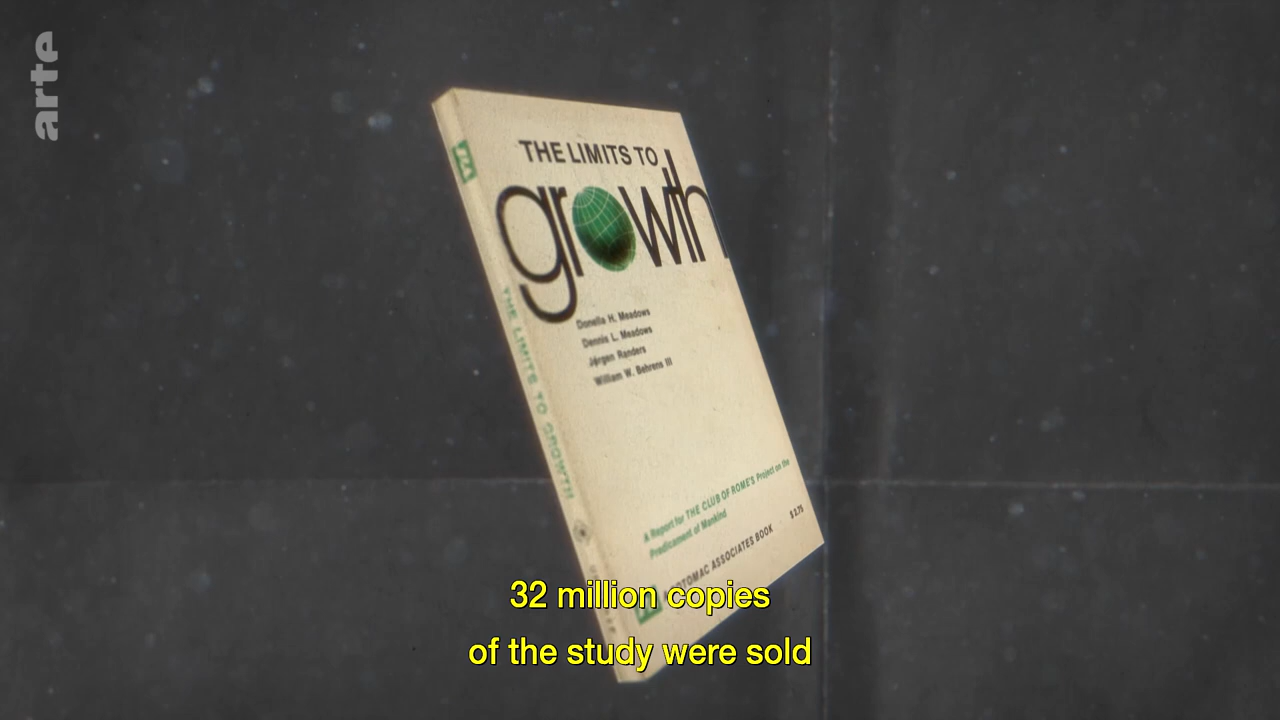 arte
THE LIMITS TO
growth
Donella H. Meadows
Dennis L. Meadows
Jørgen Randers
William W. Behrens III
THE LIMITS TO GROWTH
A Report for THE CLUB OF ROME'S Project on the
Predicament of Mankind
POTOMAC ASSOCIATES BOOK
$2.75
32 million copies
of the study were sold